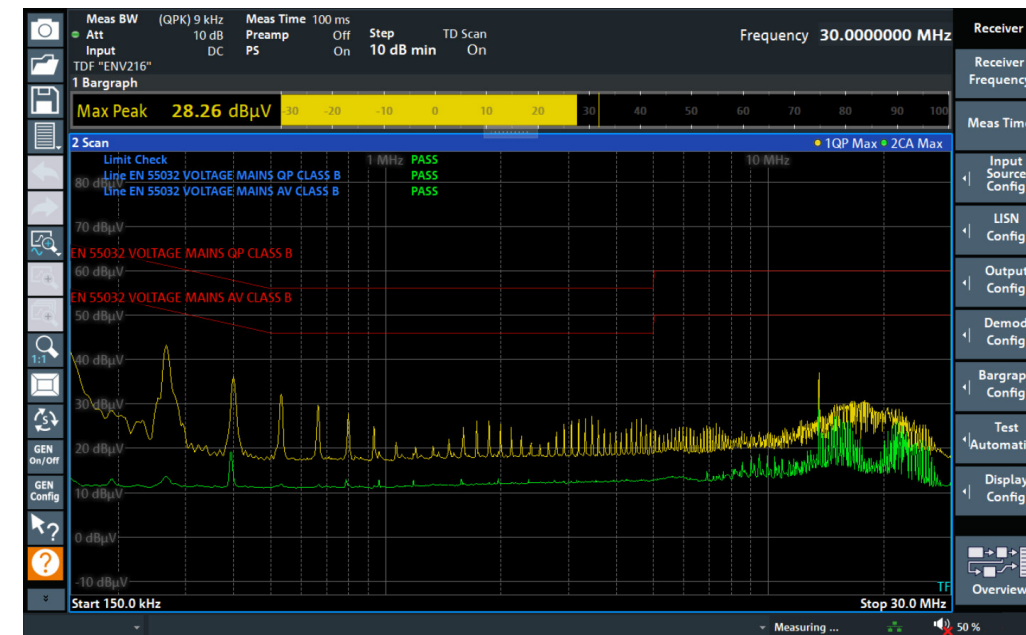 Meas BW (QPK) 9 kHz Meas Time 100 ms
Att 10 dB Preamp Off Step TD Scan
Input DC PS On 10 dB min On
TDF "ENV216"
Frequency 30.0000000 MHz
1 Bargraph
Max Peak 28.26 dBµV -30 -20 -10 0 10 20 30 40 50 60 70 80 90 100
2 Scan 1QP Max 2CA Max
Limit Check 1 MHz PASS 10 MHz
Line EN 55032 VOLTAGE MAINS QP CLASS B PASS
80 dBµV
Line EN 55032 VOLTAGE MAINS AV CLASS B PASS
70 dBµV
EN 55032 VOLTAGE MAINS QP CLASS B
60 dBµV
EN 55032 VOLTAGE MAINS AV CLASS B
50 dBµV
40 dBµV
30 dBµV
20 dBµV
10 dBµV
0 dBµV
-10 dBµV
TF
Start 150.0 kHz Stop 30.0 MHz
Measuring ... 50 %
1:1
S
GEN
On/Off
GEN
Config
?
?
Receiver
Receiver
Frequency
Meas Time
Input
Source
Config
LISN
Config
Output
Config
Demod
Config
Bargrap
Config
Test
Automati
Display
Config
Overview